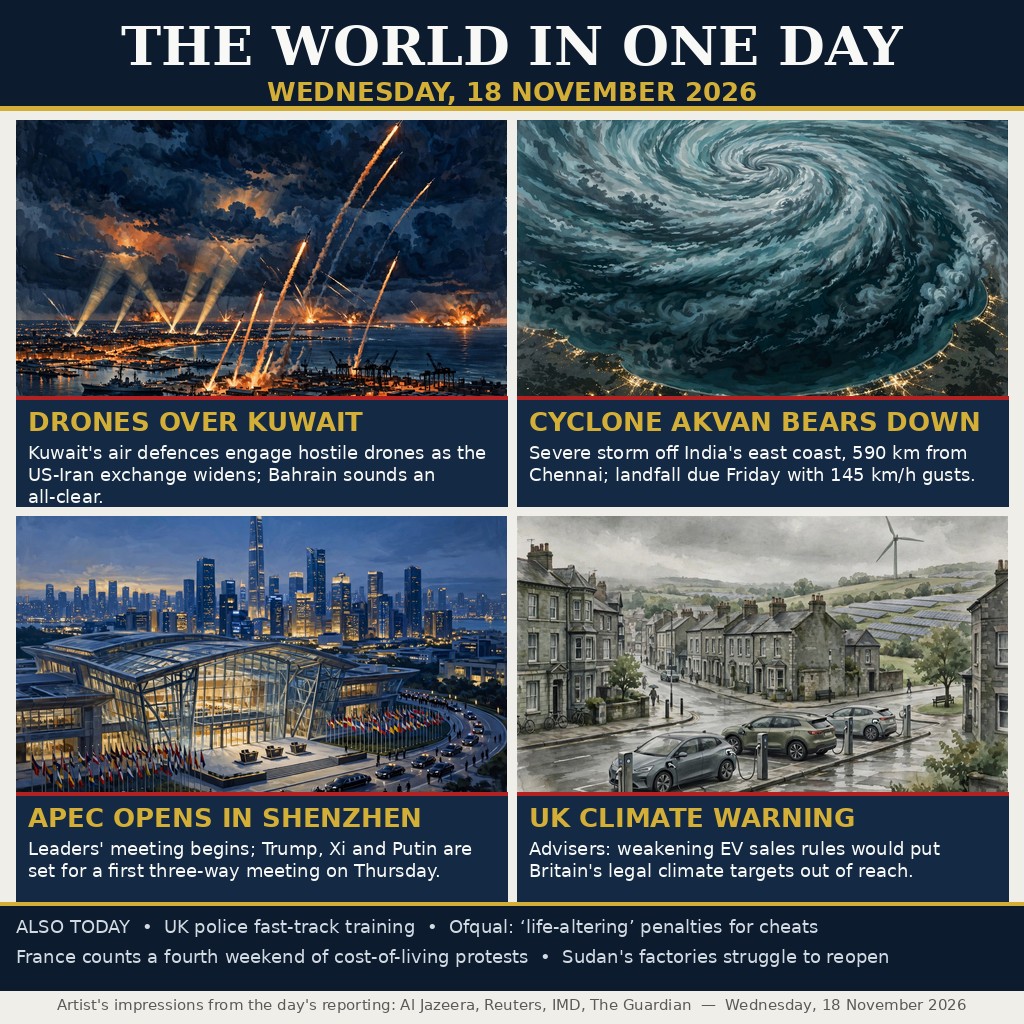 THE WORLD IN ONE DAY
WEDNESDAY, 18 NOVEMBER 2026
DRONES OVER KUWAIT
Kuwait's air defences engage hostile drones as the
US-Iran exchange widens; Bahrain sounds an
all-clear.
CYCLONE AKVAN BEARS DOWN
Severe storm off India's east coast, 590 km from
Chennai; landfall due Friday with 145 km/h gusts.
APEC OPENS IN SHENZHEN
Leaders' meeting begins; Trump, Xi and Putin are
set for a first three-way meeting on Thursday.
UK CLIMATE WARNING
Advisers: weakening EV sales rules would put
Britain's legal climate targets out of reach.
ALSO TODAY • UK police fast-track training • Ofqual: ‘life-altering’ penalties for cheats
France counts a fourth weekend of cost-of-living protests • Sudan's factories struggle to reopen
Artist's impressions from the day's reporting: Al Jazeera, Reuters, IMD, The Guardian — Wednesday, 18 November 2026